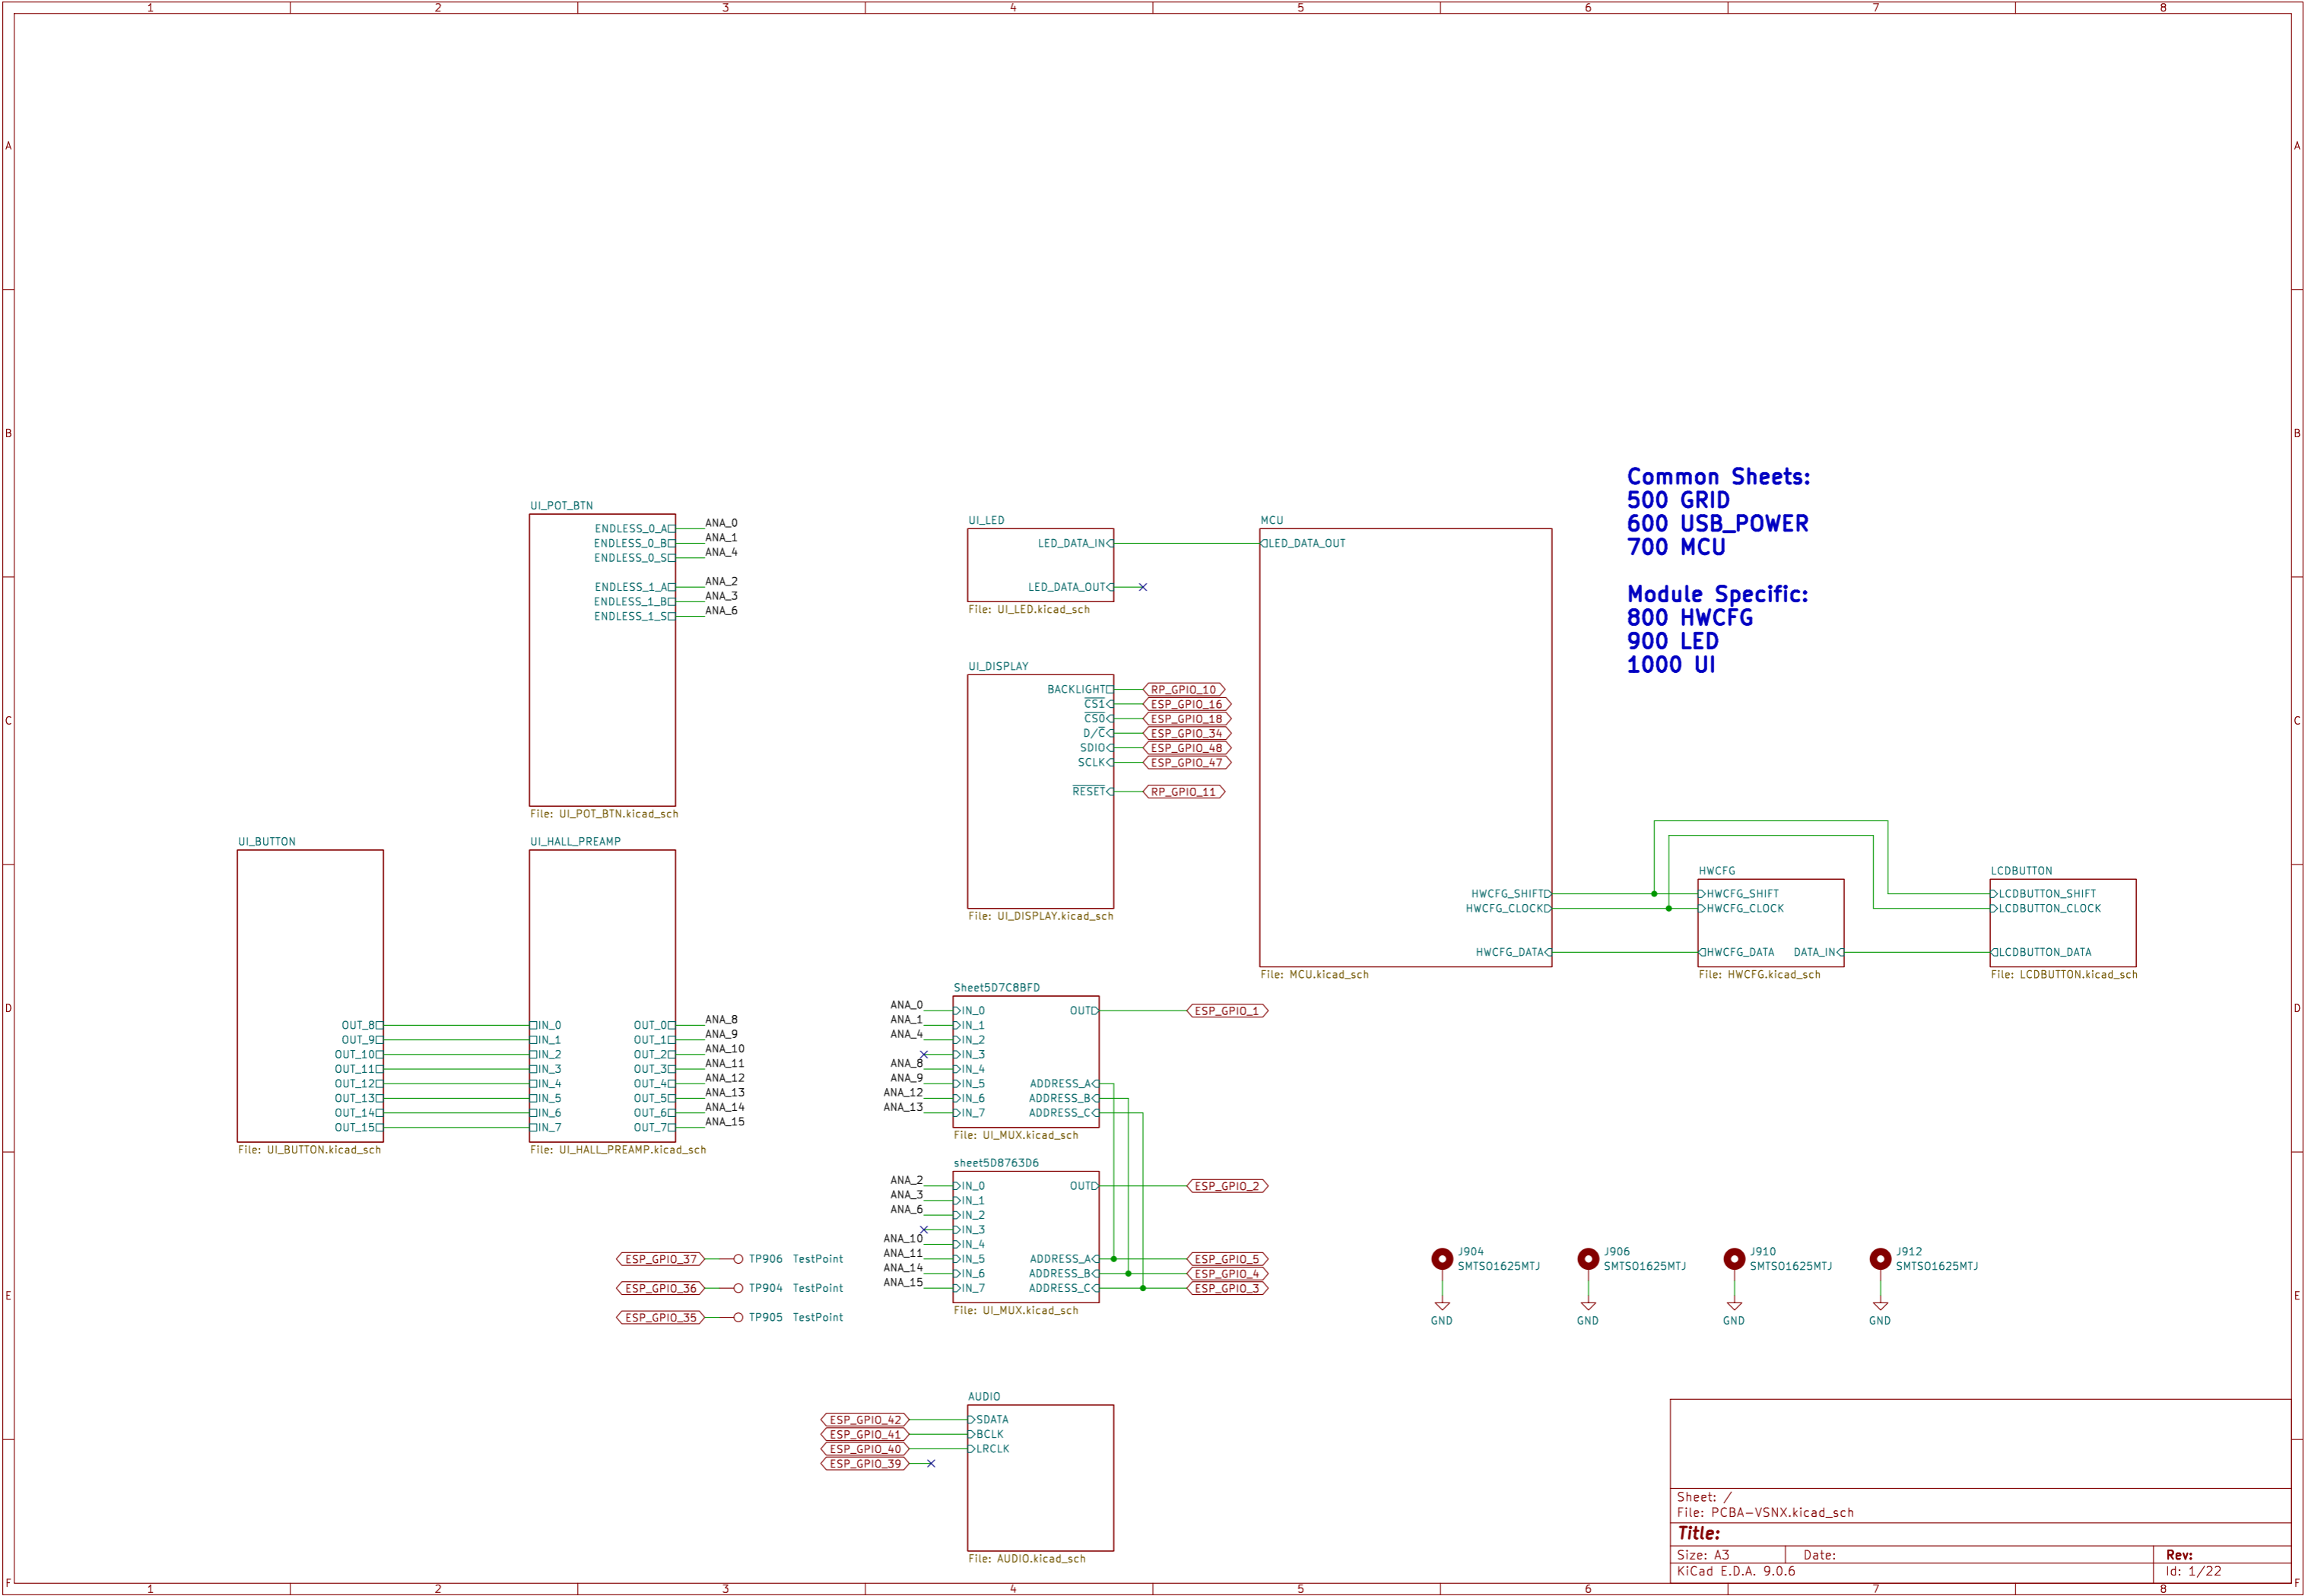 1 2 3 4 5 6 7 8
A A
B B
C C
D D
E E
F F
Common Sheets:
500 GRID
600 USB_POWER
700 MCU
Module Specific:
800 HWCFG
900 LED
1000 UI
UI_POT_BTN
ENDLESS_0_A ANA_0
ENDLESS_0_B ANA_1
ENDLESS_0_S ANA_4
ENDLESS_1_A ANA_2
ENDLESS_1_B ANA_3
ENDLESS_1_S ANA_6
File: UI_POT_BTN.kicad_sch
UI_LED
LED_DATA_IN
LED_DATA_OUT
File: UI_LED.kicad_sch
UI_DISPLAY
BACKLIGHT RP_GPIO_10
CS1 ESP_GPIO_16
CS0 ESP_GPIO_18
D/C ESP_GPIO_34
SDIO ESP_GPIO_48
SCLK ESP_GPIO_47
RESET RP_GPIO_11
File: UI_DISPLAY.kicad_sch
MCU
LED_DATA_OUT
HWCFG_SHIFT
HWCFG_CLOCK
HWCFG_DATA
File: MCU.kicad_sch
HWCFG
HWCFG_SHIFT
HWCFG_CLOCK
HWCFG_DATA DATA_IN
File: HWCFG.kicad_sch
LCDBUTTON
LCDBUTTON_SHIFT
LCDBUTTON_CLOCK
LCDBUTTON_DATA
File: LCDBUTTON.kicad_sch
UI_BUTTON
OUT_8
OUT_9
OUT_10
OUT_11
OUT_12
OUT_13
OUT_14
OUT_15
File: UI_BUTTON.kicad_sch
UI_HALL_PREAMP
IN_0 OUT_0 ANA_8
IN_1 OUT_1 ANA_9
IN_2 OUT_2 ANA_10
IN_3 OUT_3 ANA_11
IN_4 OUT_4 ANA_12
IN_5 OUT_5 ANA_13
IN_6 OUT_6 ANA_14
IN_7 OUT_7 ANA_15
File: UI_HALL_PREAMP.kicad_sch
Sheet5D7C8BFD
ANA_0 IN_0 OUT ESP_GPIO_1
ANA_1 IN_1
ANA_4 IN_2
IN_3
ANA_8 IN_4
ANA_9 IN_5 ADDRESS_A
ANA_12 IN_6 ADDRESS_B
ANA_13 IN_7 ADDRESS_C
File: UI_MUX.kicad_sch
sheet5D8763D6
ANA_2 IN_0 OUT ESP_GPIO_2
ANA_3 IN_1
ANA_6 IN_2
IN_3
ANA_10 IN_4
ANA_11 IN_5 ADDRESS_A ESP_GPIO_5
ANA_14 IN_6 ADDRESS_B ESP_GPIO_4
ANA_15 IN_7 ADDRESS_C ESP_GPIO_3
File: UI_MUX.kicad_sch
ESP_GPIO_37 TP906 TestPoint
ESP_GPIO_36 TP904 TestPoint
ESP_GPIO_35 TP905 TestPoint
J904
SMTSO1625MTJ
GND
J906
SMTSO1625MTJ
GND
J910
SMTSO1625MTJ
GND
J912
SMTSO1625MTJ
GND
AUDIO
ESP_GPIO_42 SDATA
ESP_GPIO_41 BCLK
ESP_GPIO_40 LRCLK
ESP_GPIO_39
File: AUDIO.kicad_sch
Sheet: /
File: PCBA-VSNX.kicad_sch
Title:
Size: A3 Date: Rev:
KiCad E.D.A. 9.0.6 Id: 1/22
1 2 3 4 5 6 7 8